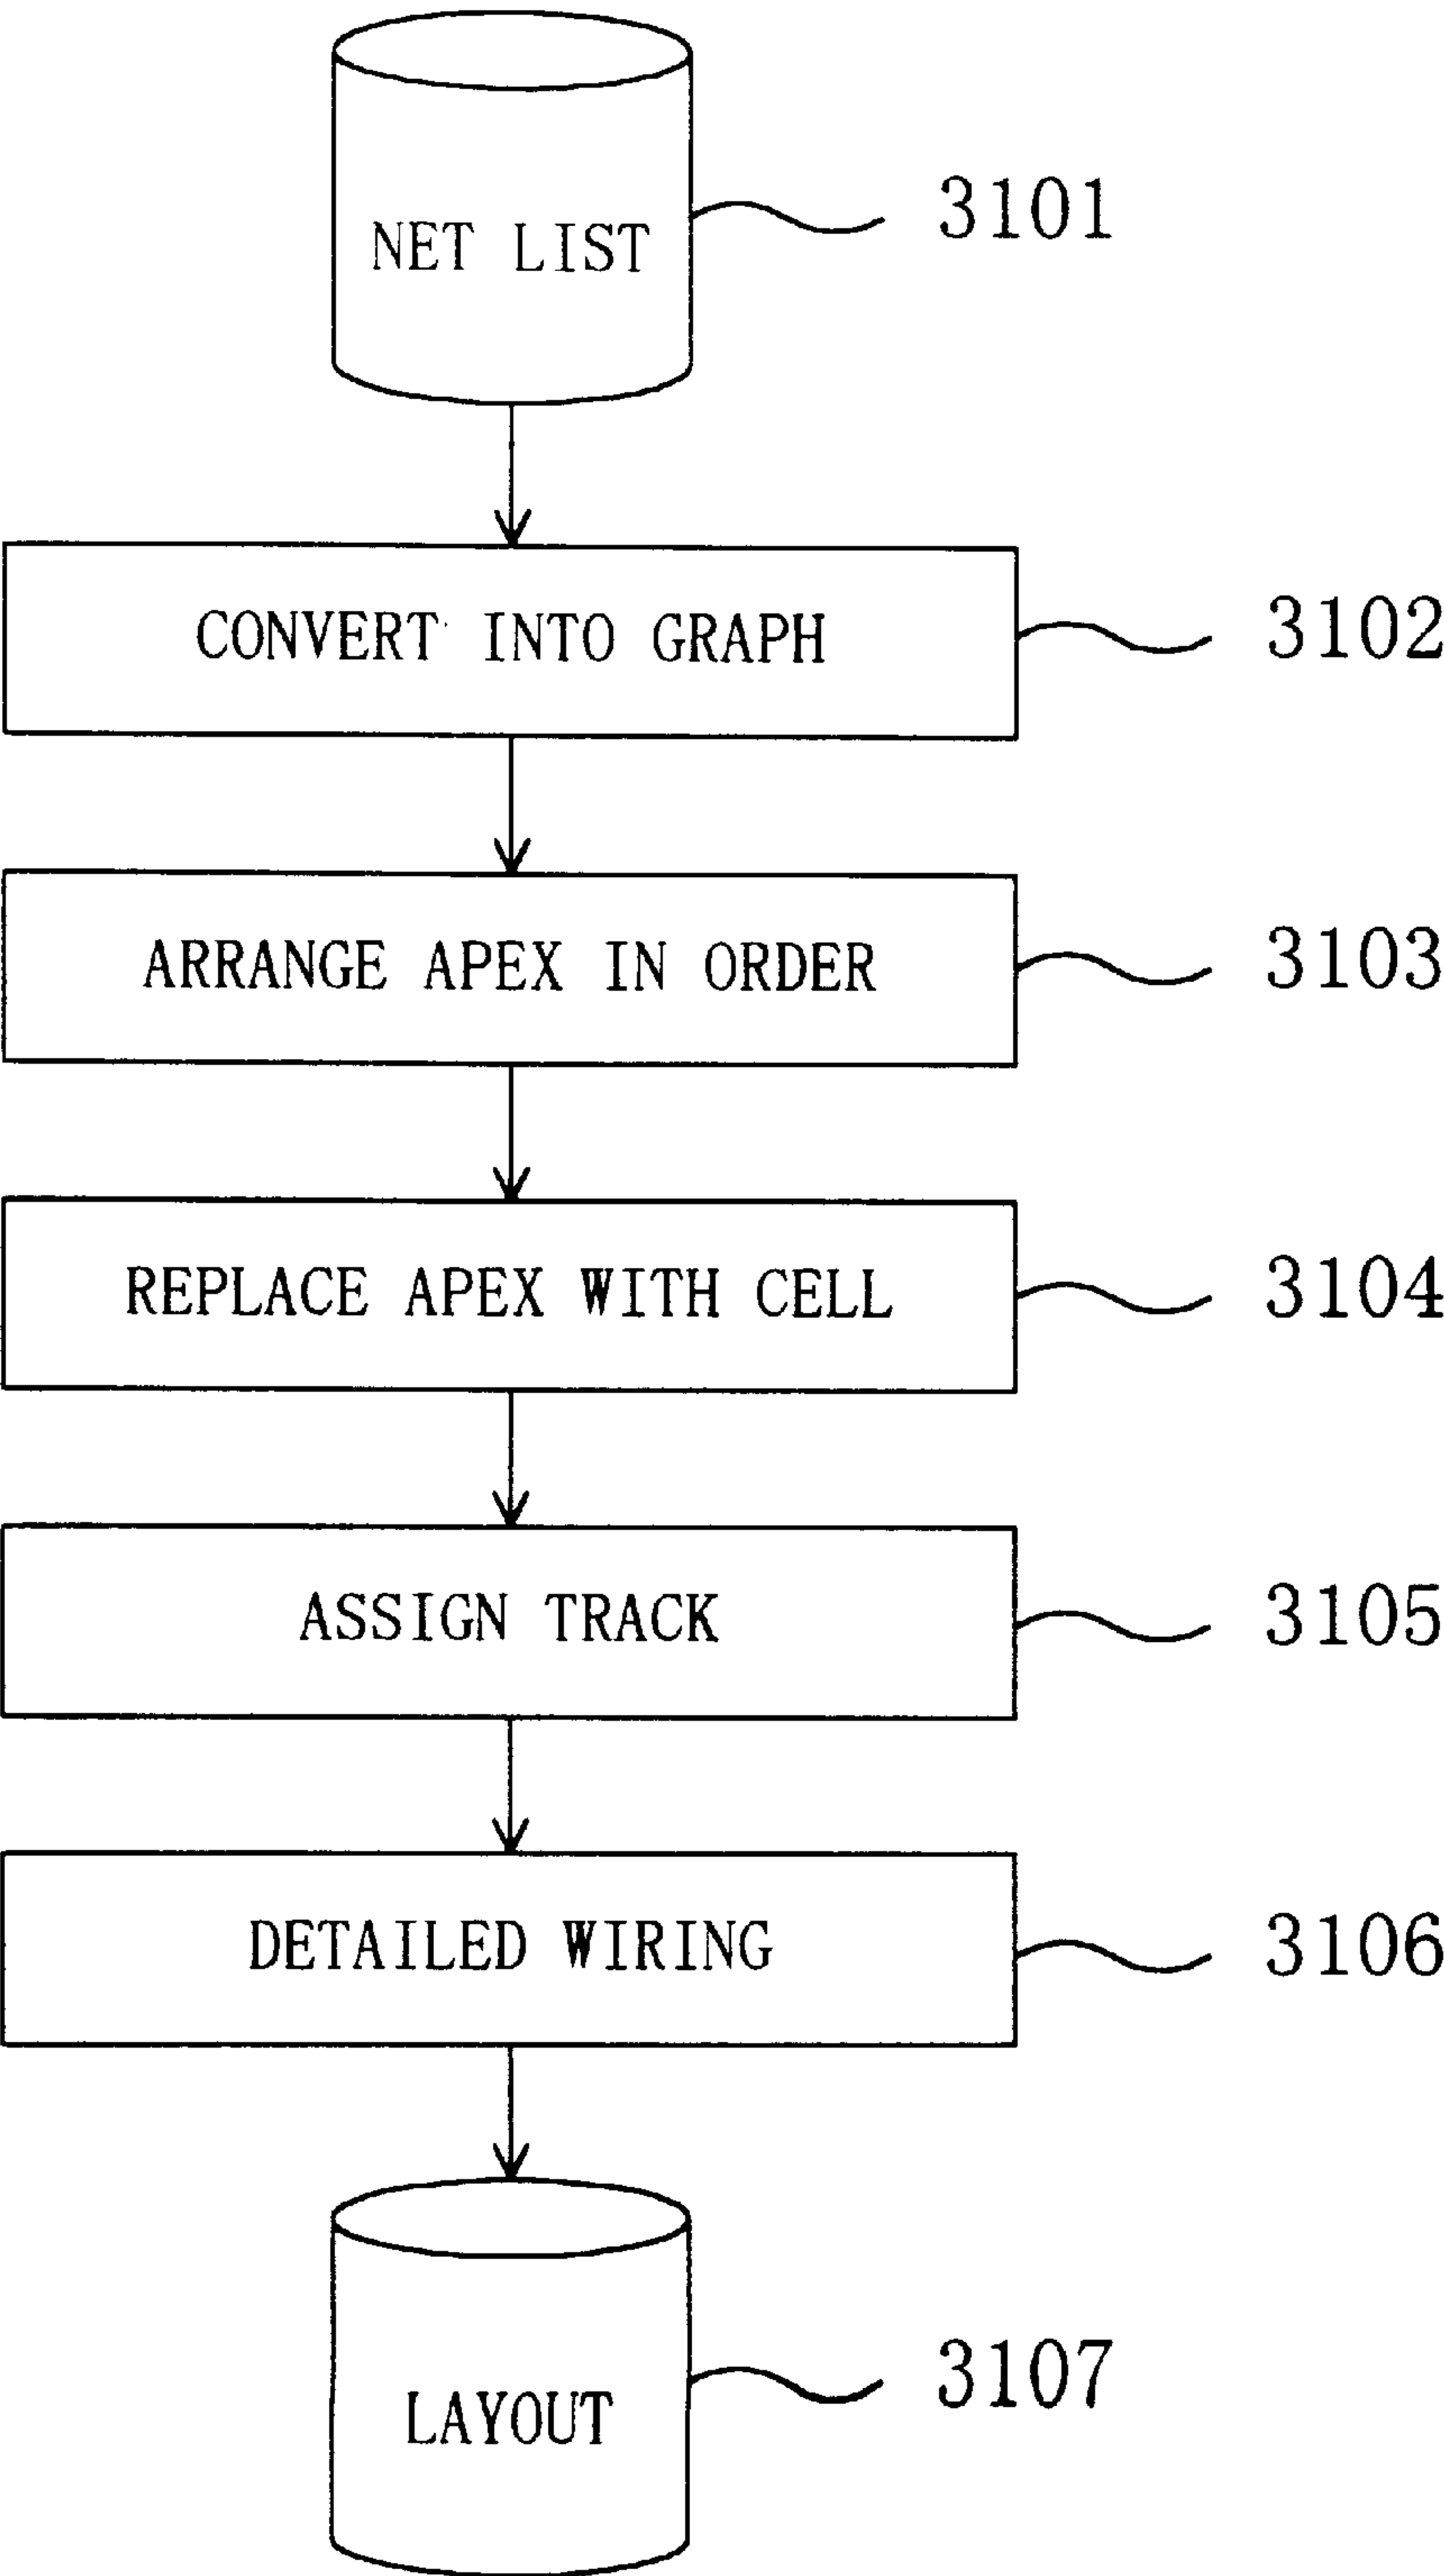 NET LIST 3101
CONVERT INTO GRAPH 3102
ARRANGE APEX IN ORDER 3103
REPLACE APEX WITH CELL 3104
ASSIGN TRACK 3105
DETAILED WIRING 3106
LAYOUT 3107